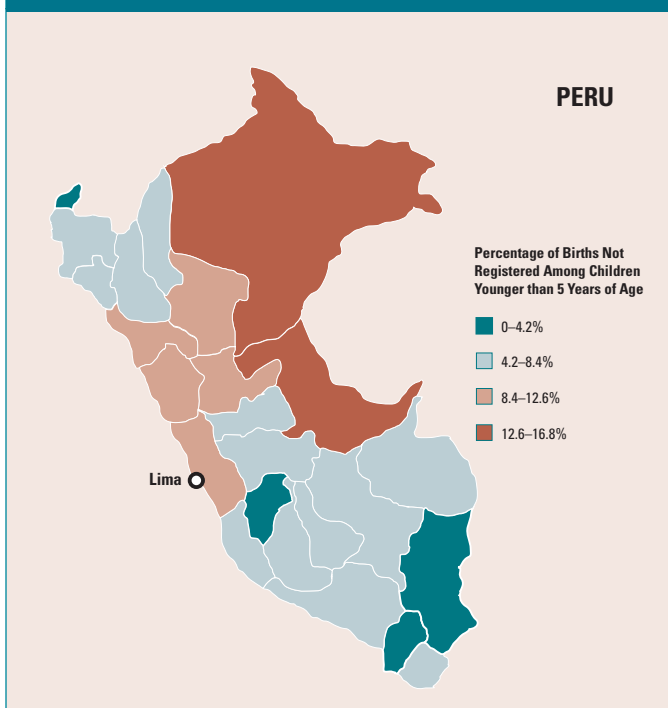 PERU
Percentage of Births Not
Registered Among Children
Younger than 5 Years of Age
0–4.2%
4.2–8.4%
8.4–12.6%
12.6–16.8%
Lima